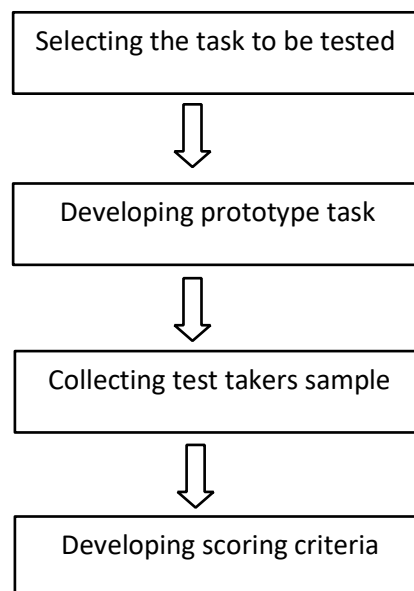 Selecting the task to be tested
Developing prototype task
Collecting test takers sample
Developing scoring criteria